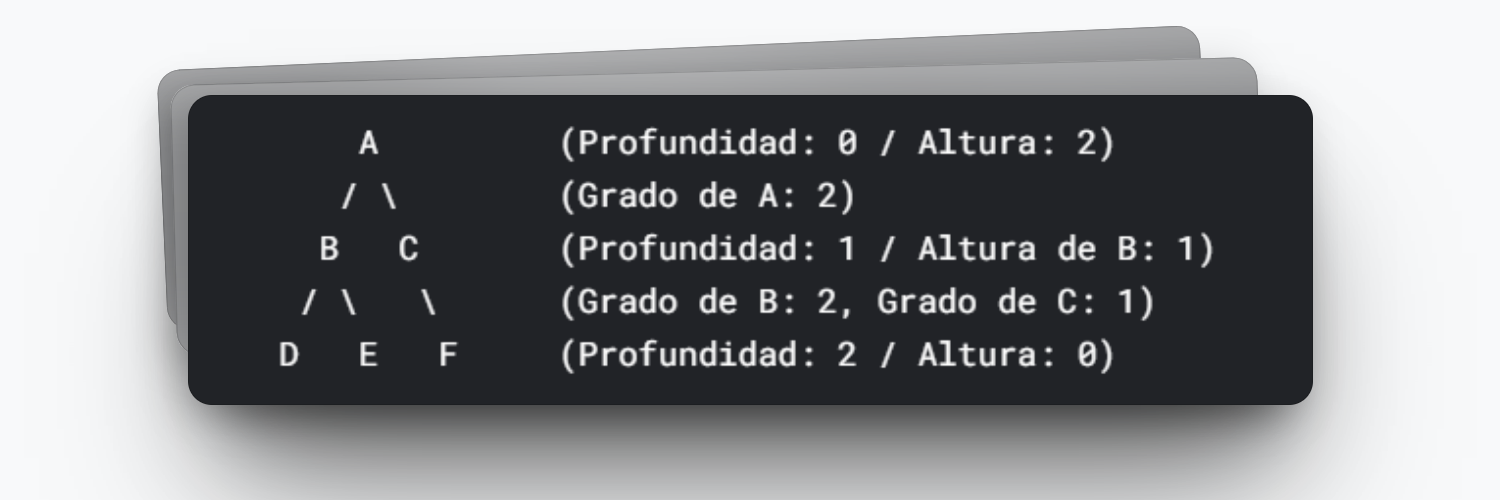 A (Profundidad: 0 / Altura: 2)
/ \ (Grado de A: 2)
B C (Profundidad: 1 / Altura de B: 1)
/ \ \ (Grado de B: 2, Grado de C: 1)
D E F (Profundidad: 2 / Altura: 0)